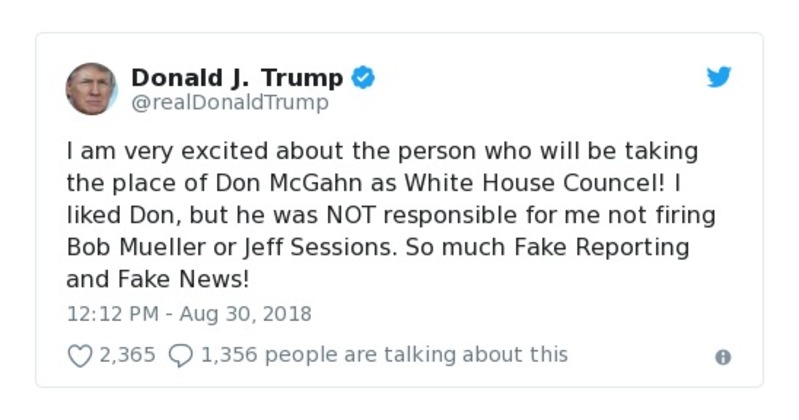 Donald J. Trump
@realDonaldTrump
I am very excited about the person who will be taking
the place of Don McGahn as White House Councel! I
liked Don, but he was NOT responsible for me not firing
Bob Mueller or Jeff Sessions. So much Fake Reporting
and Fake News!
12:12 PM - Aug 30, 2018
2,365 1,356 people are talking about this